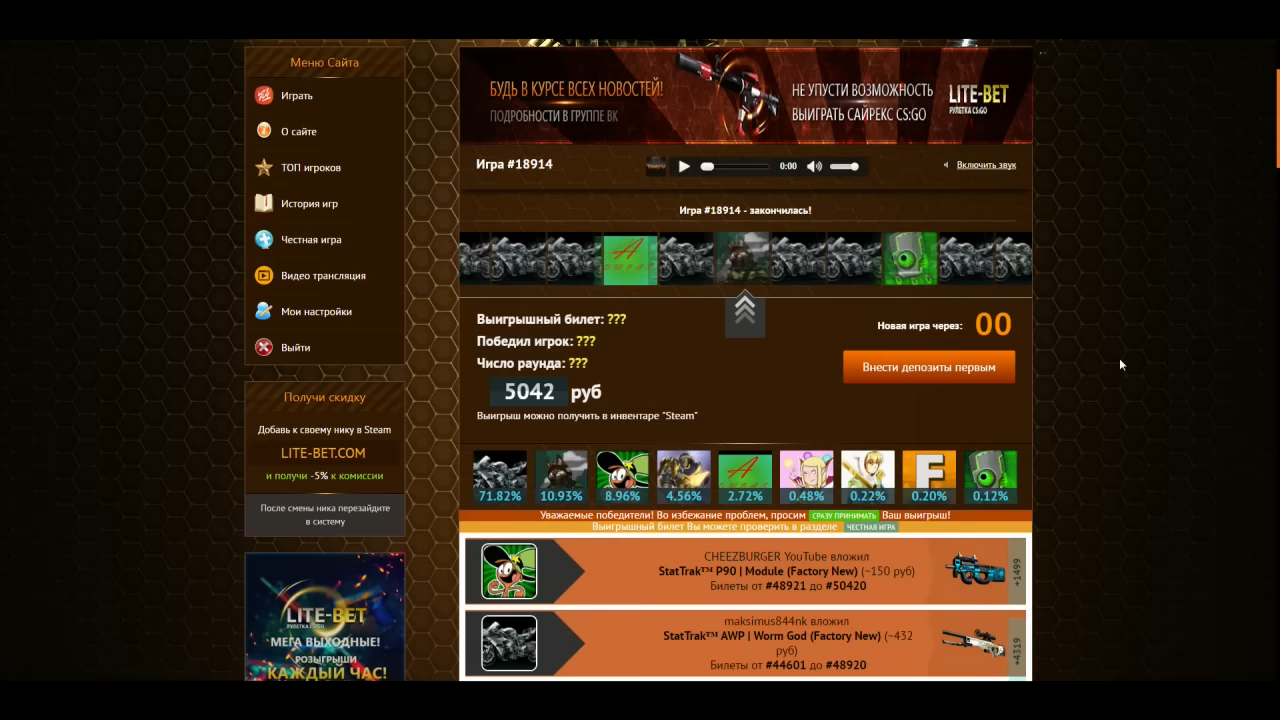 Меню Сайта
Играть
О сайте
ТОП игроков
История игр
Честная игра
Видео трансляция
Мои настройки
Выйти
Получи скидку
Добавь к своему нику в Steam
LITE-BET.COM
и получи -5% к комиссии
После смены ника перезайдите
в систему
LITE-BET
РУЛЕТКА CS:GO
МЕГА ВЫХОДНЫЕ!
РОЗЫГРЫШИ
КАЖДЫЙ ЧАС!
БУДЬ В КУРСЕ ВСЕХ НОВОСТЕЙ!
ПОДРОБНОСТИ В ГРУППЕ ВК
НЕ УПУСТИ ВОЗМОЖНОСТЬ
ВЫИГРАТЬ САЙРЕКС CS:GO
LITE-BET
РУЛЕТКА CS:GO
Игра #18914
0:00
Включить звук
Игра #18914 - закончилась!
Выигрышный билет: ???
Победил игрок: ???
Число раунда: ???
5042 руб
Выигрыш можно получить в инвентаре "Steam"
Новая игра через: 00
Внести депозиты первым
71.82% 10.93% 8.96% 4.56% 2.72% 0.48% 0.22% 0.20% 0.12%
Уважаемые победители! Во избежание проблем, просим СРАЗУ ПРИНИМАТЬ Ваш выигрыш!
Выигрышный билет Вы можете проверить в разделе ЧЕСТНАЯ ИГРА
CHEEZBURGER YouTube вложил
StatTrak™ P90 | Module (Factory New) (~150 руб)
Билеты от #48921 до #50420
+1499
maksimus844nk вложил
StatTrak™ AWP | Worm God (Factory New) (~432
руб)
Билеты от #44601 до #48920
+4319